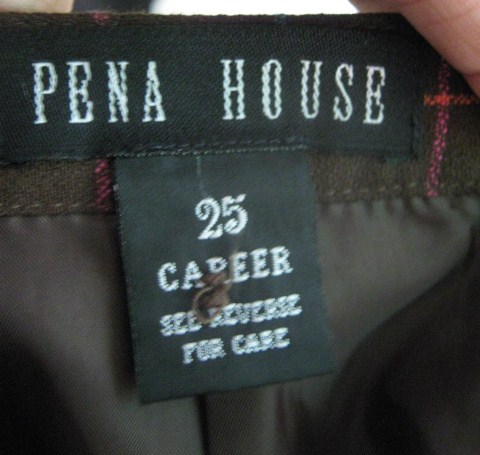 PENA HOUSE
25
CAREER
SEE REVERSE
FOR CARE